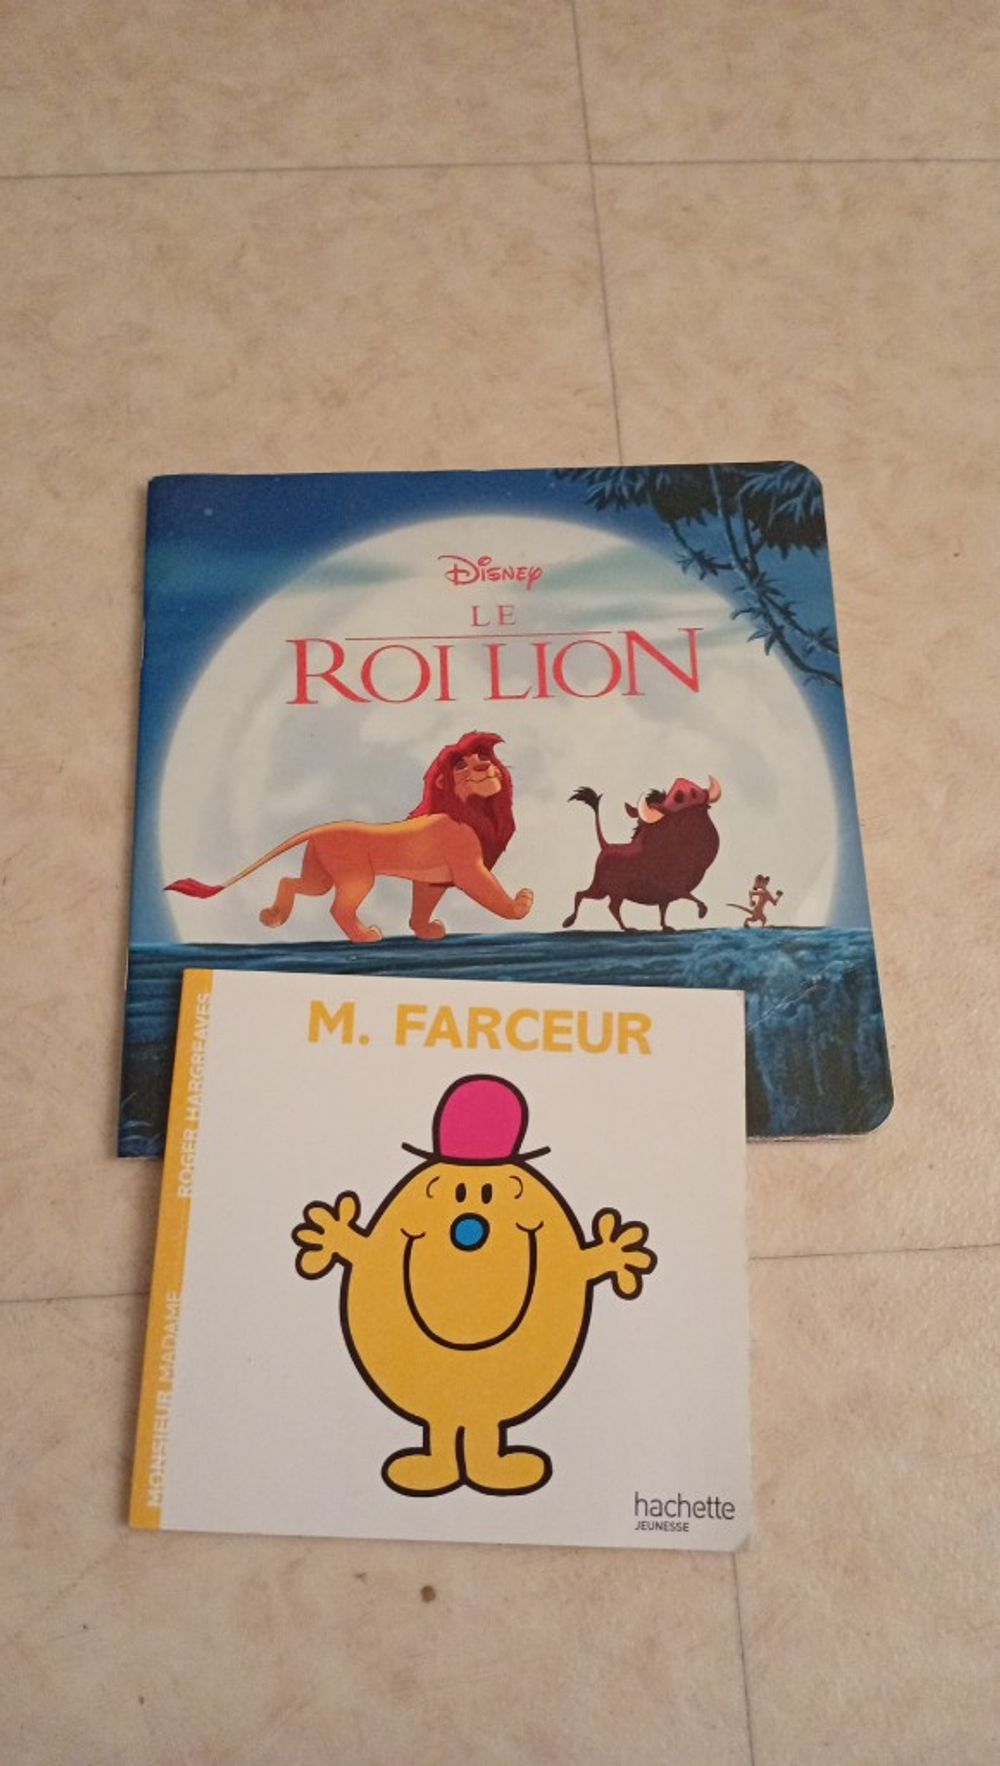 Disney
LE
ROI LION
M. FARCEUR
ROGER HARGREAVES
MONSIEUR MADAME
hachette
JEUNESSE